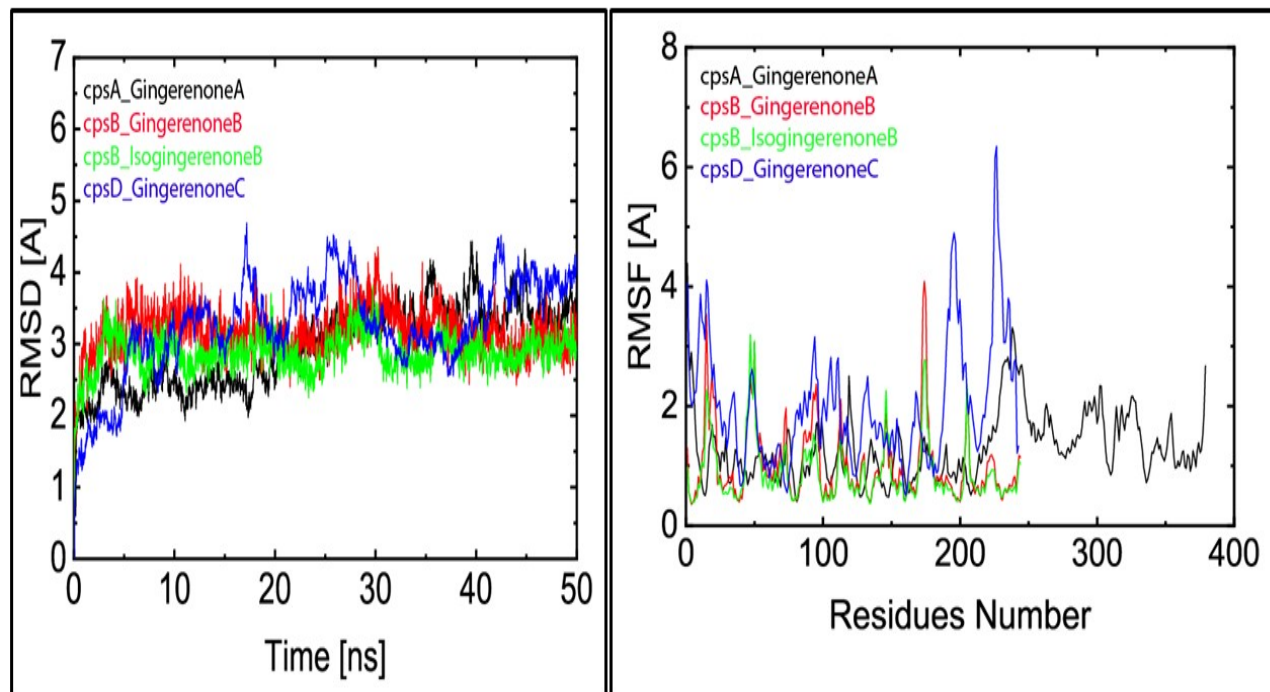 7
6
5
4
3
2
1
0
RMSD [A]
cpsA_GingerenoneA
cpsB_GingerenoneB
cpsB_IsogingerenoneB
cpsD_GingerenoneC
0 10 20 30 40 50
Time [ns]
8
6
4
2
0
RMSF [A]
cpsA_GingerenoneA
cpsB_GingerenoneB
cpsB_IsogingerenoneB
cpsD_GingerenoneC
0 100 200 300 400
Residues Number